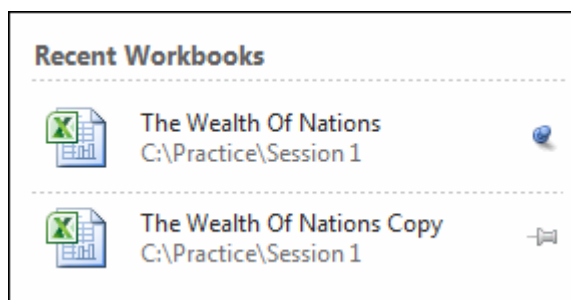 Recent Workbooks
The Wealth Of Nations
C:\Practice\Session 1
The Wealth Of Nations Copy
C:\Practice\Session 1